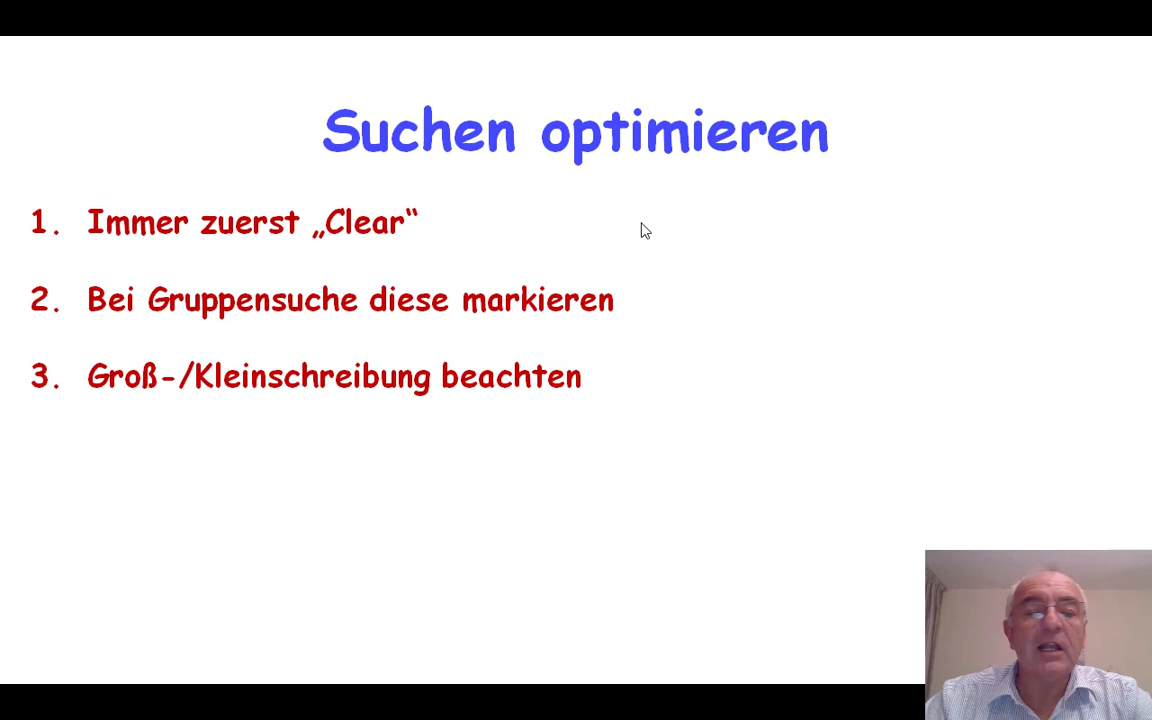 Suchen optimieren
1. Immer zuerst „Clear“
2. Bei Gruppensuche diese markieren
3. Groß-/Kleinschreibung beachten